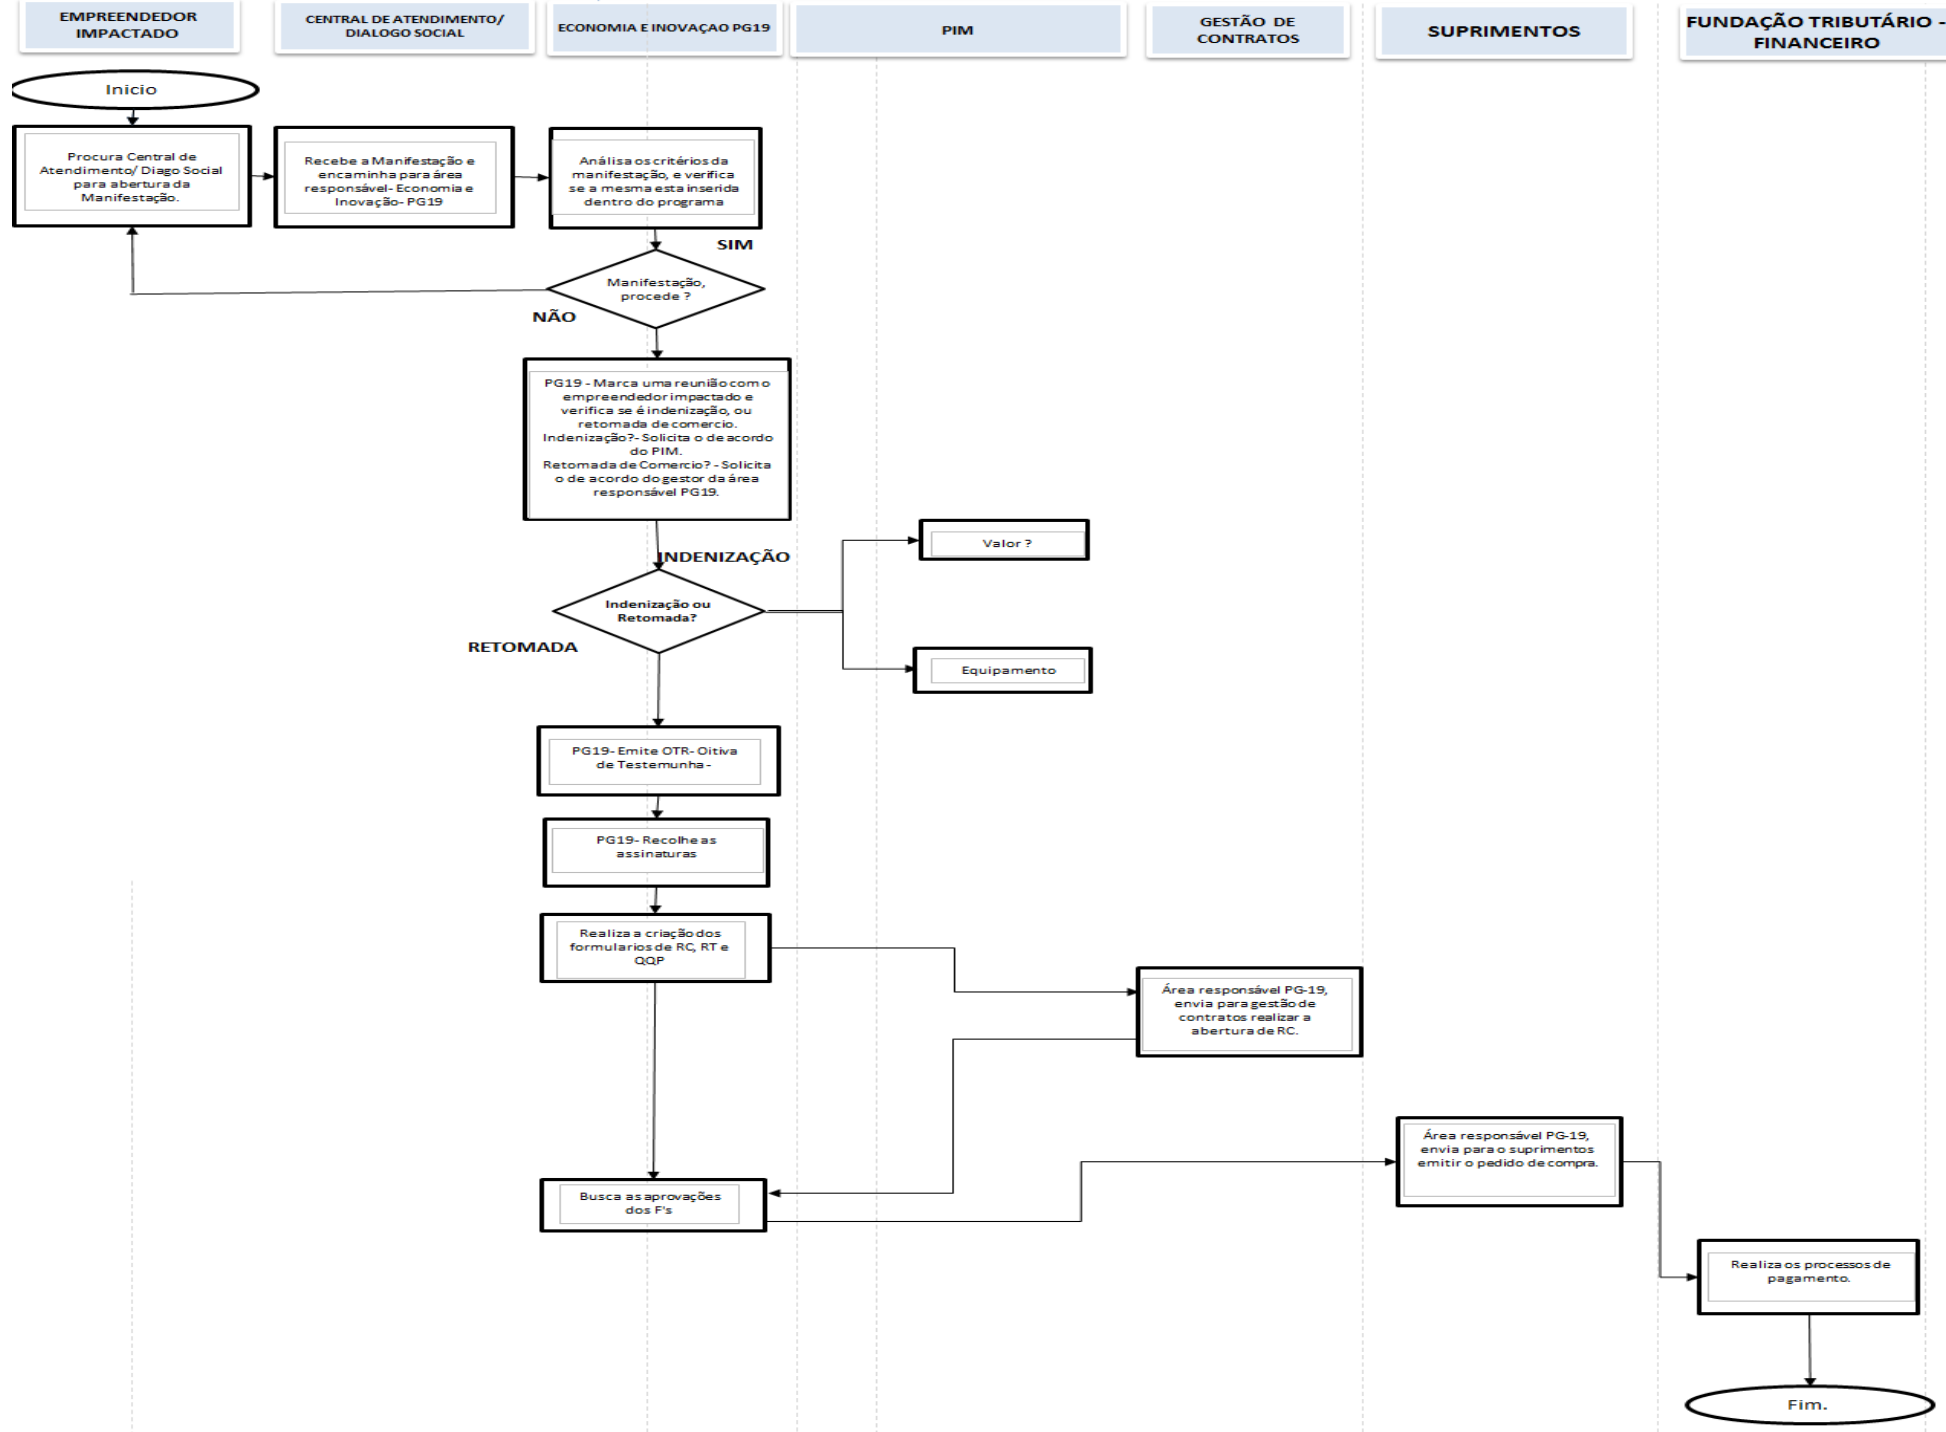 EMPREENDEDOR
IMPACTADO
CENTRAL DE ATENDIMENTO/
DIALOGO SOCIAL
ECONOMIA E INOVAÇAO PG19
PIM
GESTÃO DE
CONTRATOS
SUPRIMENTOS
FUNDAÇÃO TRIBUTÁRIO -
FINANCEIRO
Inicio
Procura Central de
Atendimento/ Diago Social
para abertura da
Manifestação.
Recebe a Manifestação e
encaminha para área
responsável- Economia e
Inovação- PG19
Análisa os critérios da
manifestação, e verifica
se a mesma esta inserida
dentro do programa
SIM
Manifestação,
procede ?
NÃO
PG19 - Marca uma reunião com o
empreendedor impactado e
verifica se é indenização, ou
retomada de comercio.
Indenização?- Solicita o de acordo
do PIM.
Retomada de Comercio? - Solicita
o de acordo do gestor da área
responsável PG19.
INDENIZAÇÃO
Valor ?
Indenização ou
Retomada?
RETOMADA
Equipamento
PG19- Emite OTR- Oitiva
de Testemunha -
PG19- Recolhe as
assinaturas
Realiza a criação dos
formularios de RC, RT e
QQP
Área responsável PG-19,
envia para gestão de
contratos realizar a
abertura de RC.
Área responsável PG-19,
envia para o suprimentos
emitir o pedido de compra.
Busca as aprovações
dos F's
Realiza os processos de
pagamento.
Fim.